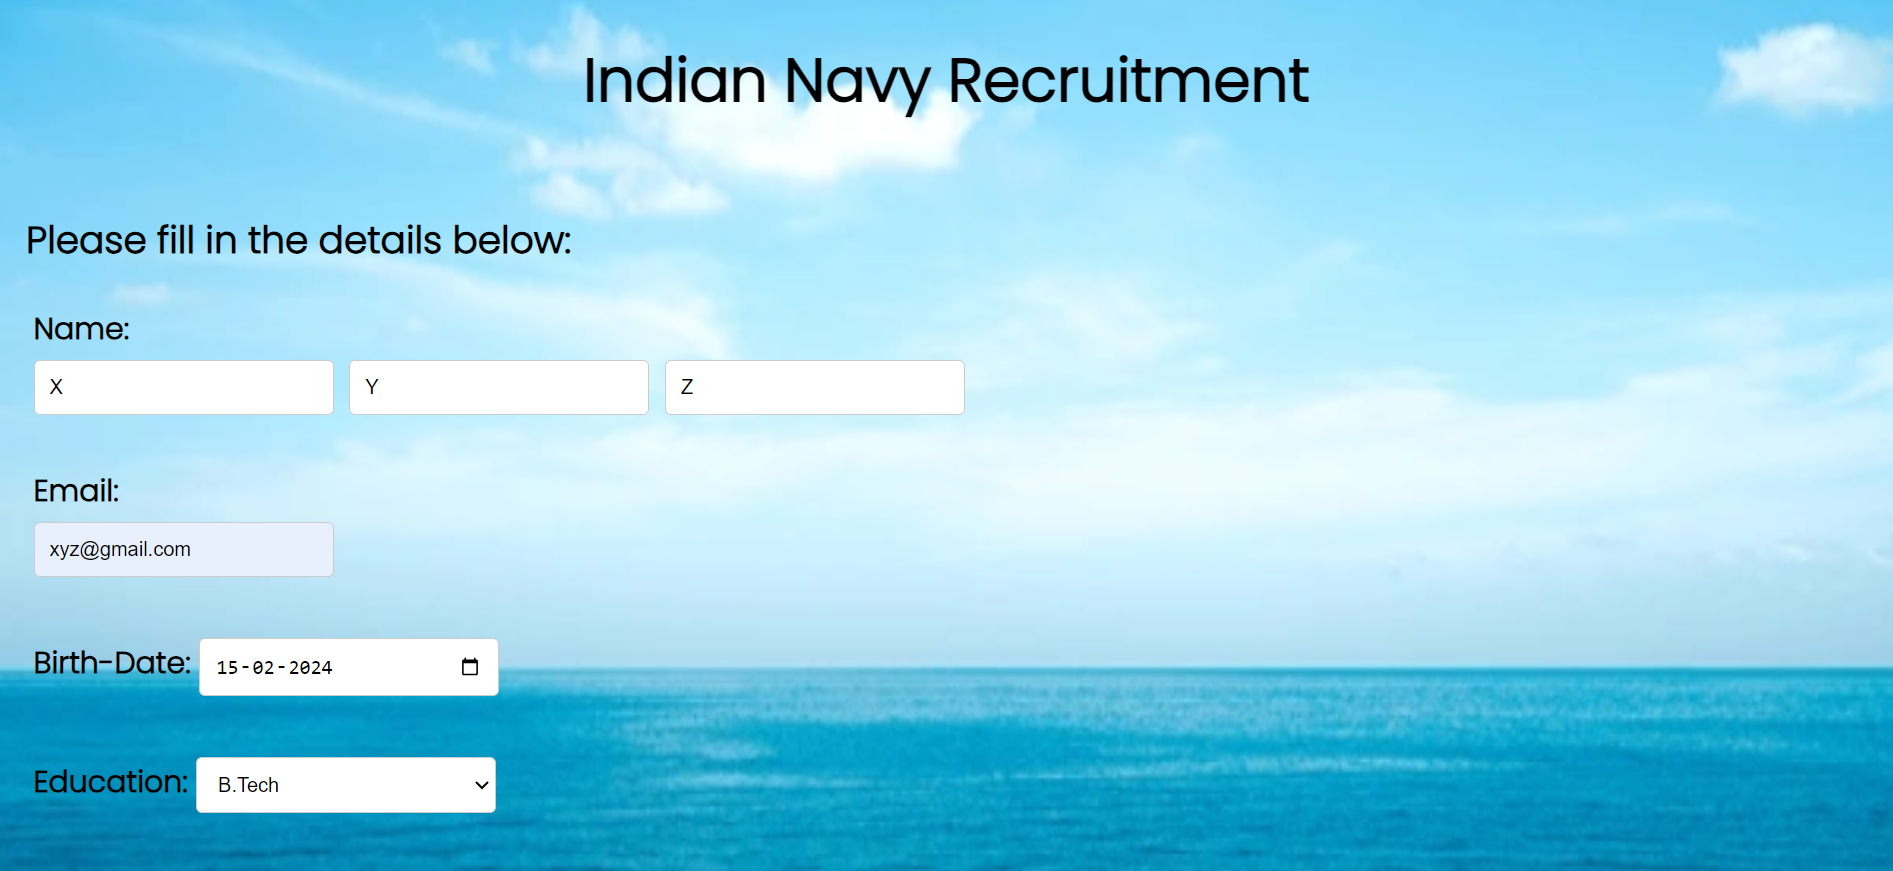 Indian Navy Recruitment
Please fill in the details below:
Name:
X Y Z
Email:
xyz@gmail.com
Birth-Date: 15-02-2024
Education: B.Tech